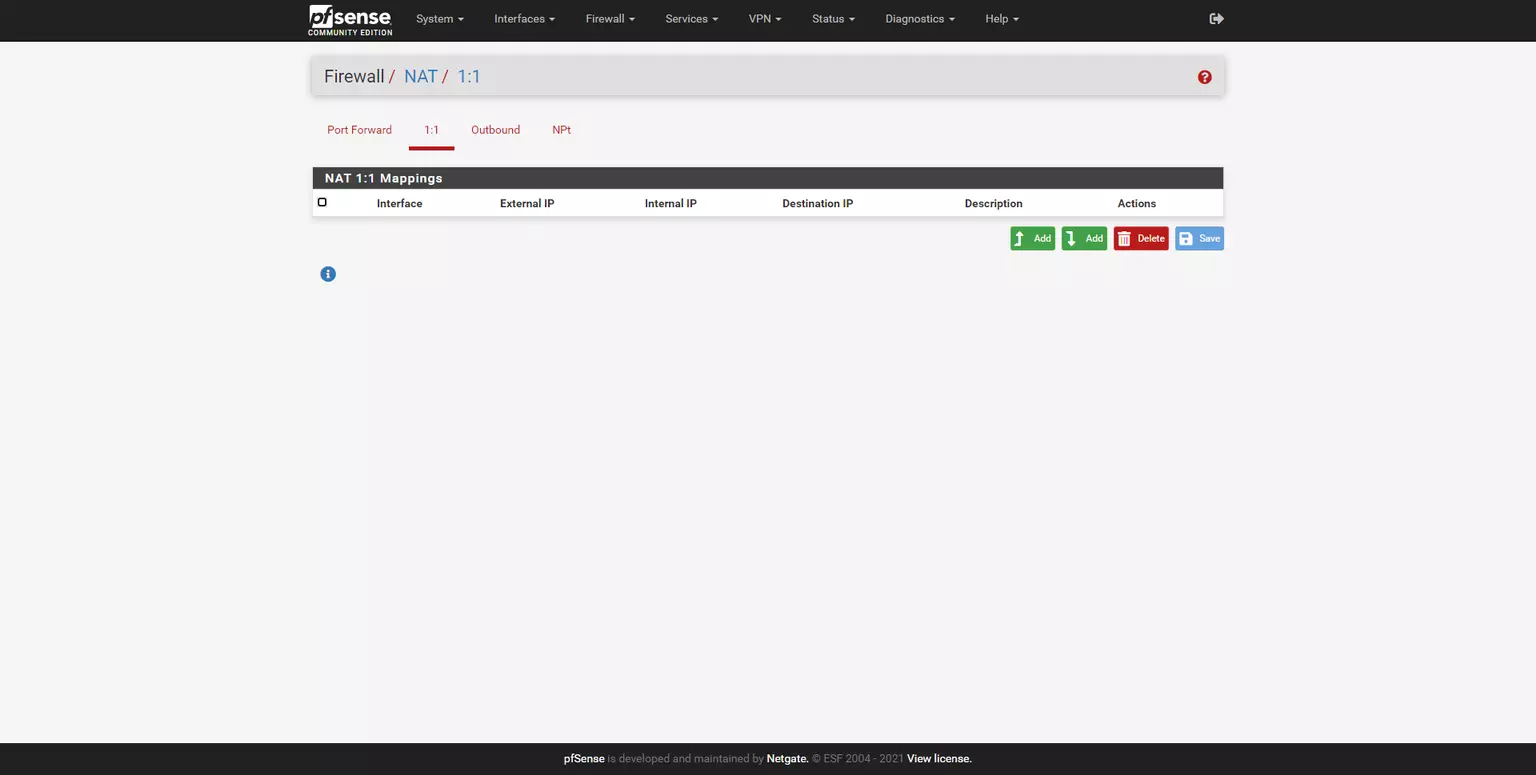 pfsense System Interfaces Firewall Services VPN Status Diagnostics Help
COMMUNITY EDITION
Firewall / NAT / 1:1
Port Forward 1:1 Outbound NPt
NAT 1:1 Mappings
Interface External IP Internal IP Destination IP Description Actions
Add Add Delete Save
pfSense is developed and maintained by Netgate. © ESF 2004 - 2021 View license.